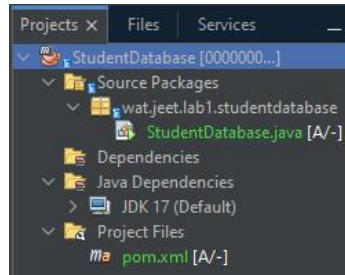 Projects Files Services
StudentDatabase [0000000...]
Source Packages
wat.jeet.lab1.studentdatabase
StudentDatabase.java [A/-]
Dependencies
Java Dependencies
JDK 17 (Default)
Project Files
pom.xml [A/-]